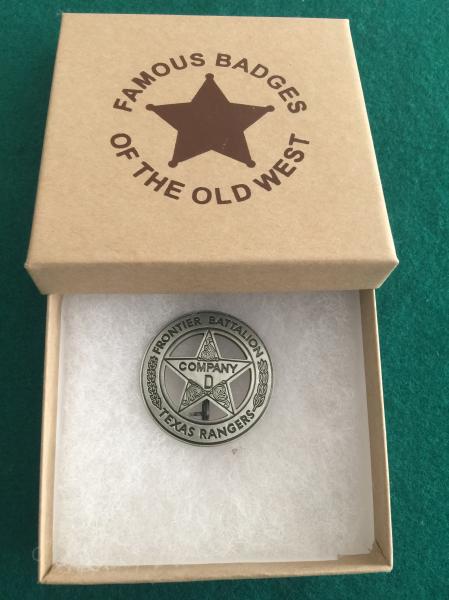 FAMOUS BADGES
OF THE OLD WEST
FRONTIER BATTALION
COMPANY
D
TEXAS RANGERS